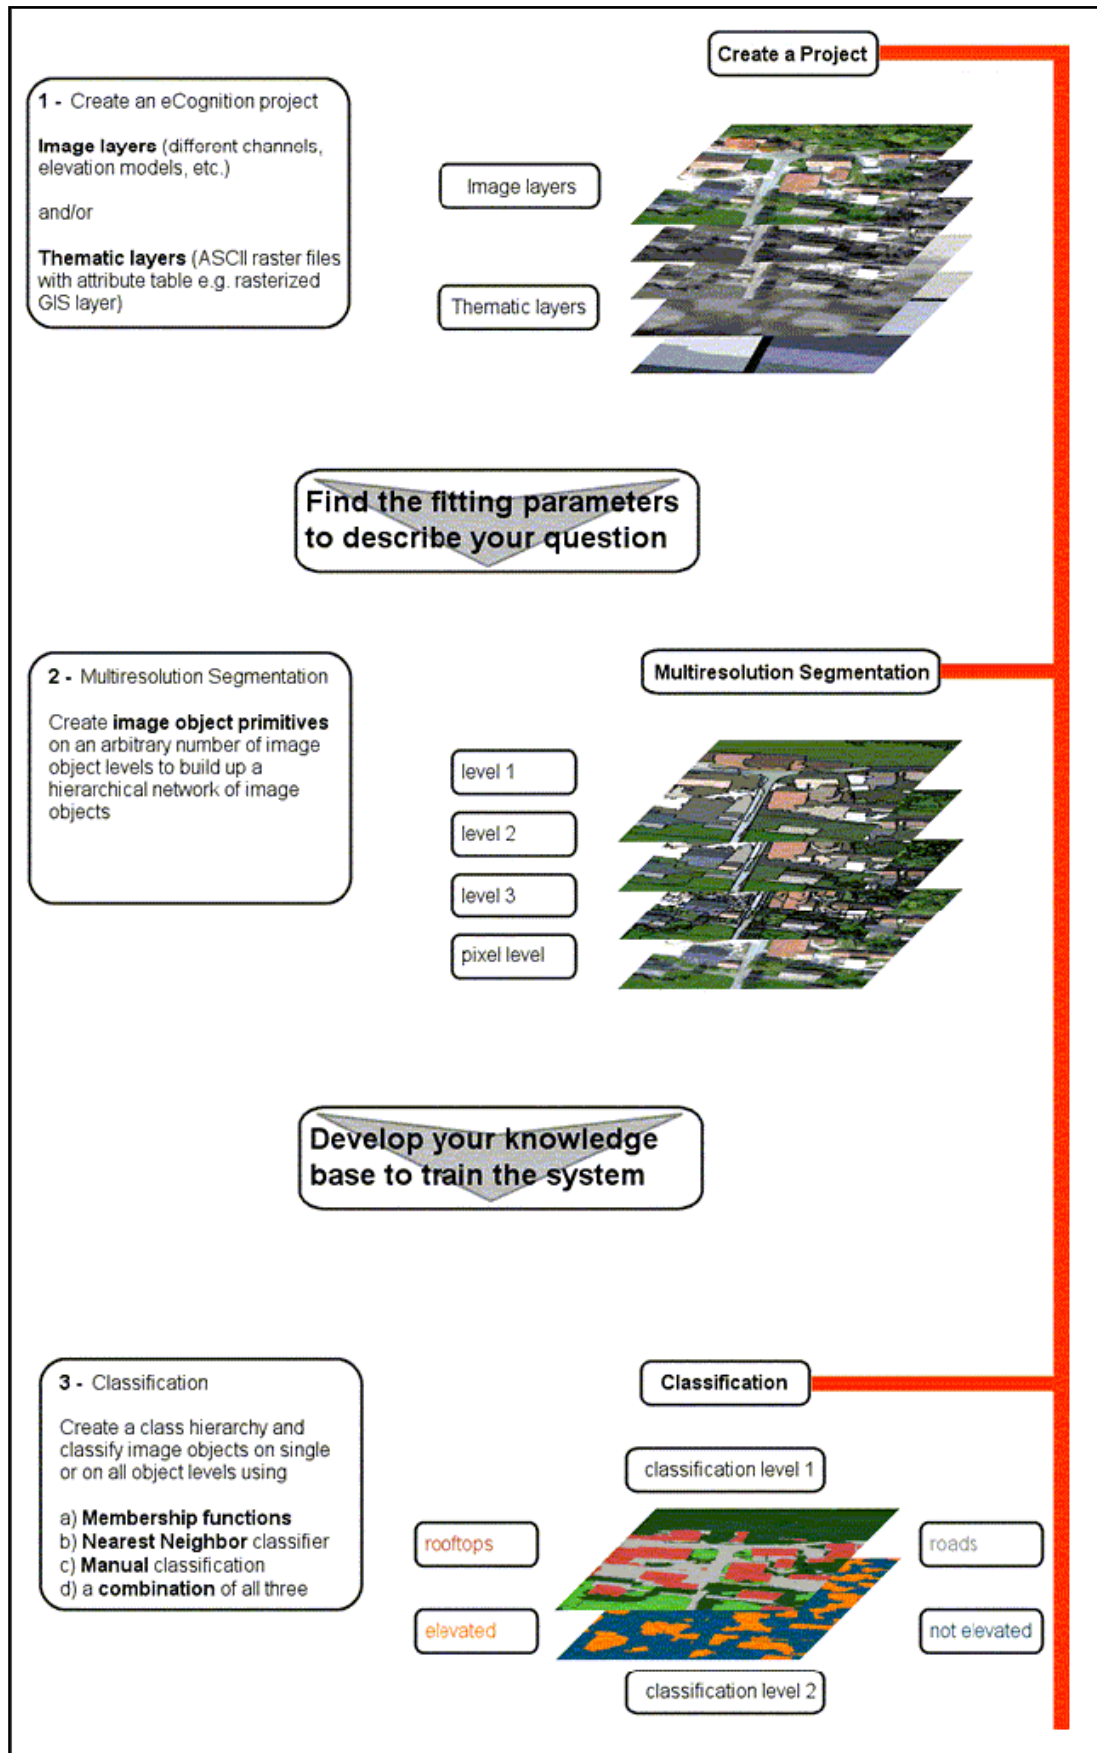 Create a Project
1 - Create an eCognition project
Image layers (different channels,
elevation models, etc.)
and/or
Thematic layers (ASCII raster files
with attribute table e.g. rasterized
GIS layer)
Image layers
Thematic layers
Find the fitting parameters
to describe your question
2 - Multiresolution Segmentation
Create image object primitives
on an arbitrary number of image
object levels to build up a
hierarchical network of image
objects
Multiresolution Segmentation
level 1
level 2
level 3
pixel level
Develop your knowledge
base to train the system
3 - Classification
Create a class hierarchy and
classify image objects on single
or on all object levels using
a) Membership functions
b) Nearest Neighbor classifier
c) Manual classification
d) a combination of all three
Classification
classification level 1
rooftops
roads
elevated
not elevated
classification level 2